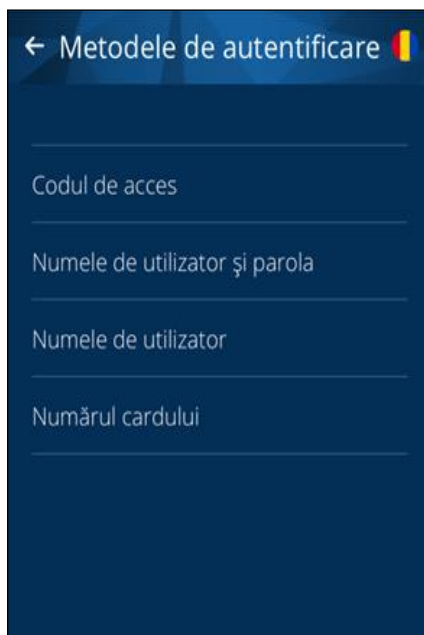 Metodele de autentificare
Codul de acces
Numele de utilizator şi parola
Numele de utilizator
Numărul cardului